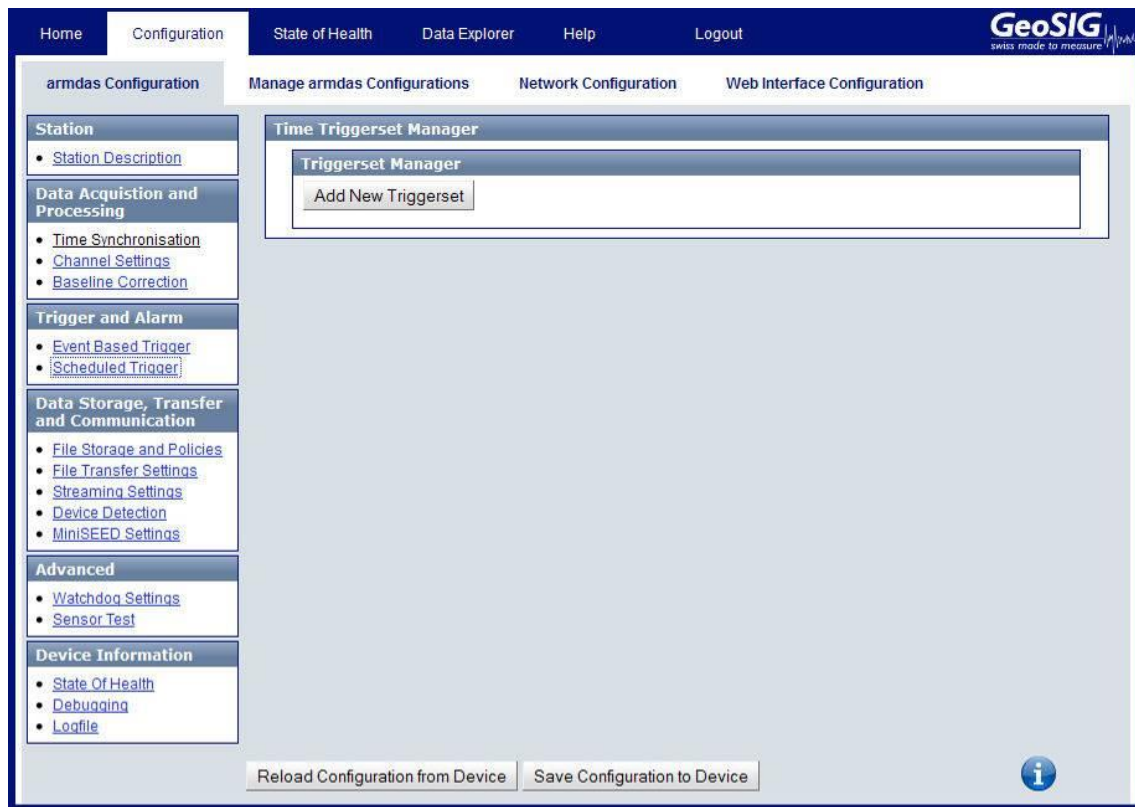 Home Configuration State of Health Data Explorer Help Logout
GeoSIG
swiss made to measure
armdas Configuration Manage armdas Configurations Network Configuration Web Interface Configuration
Station
Station Description
Data Acquistion and
Processing
Time Synchronisation
Channel Settings
Baseline Correction
Trigger and Alarm
Event Based Trigger
Scheduled Trigger
Data Storage, Transfer
and Communication
File Storage and Policies
File Transfer Settings
Streaming Settings
Device Detection
MiniSEED Settings
Advanced
Watchdog Settings
Sensor Test
Device Information
State Of Health
Debugging
Logfile
Time Triggerset Manager
Triggerset Manager
Add New Triggerset
Reload Configuration from Device Save Configuration to Device
i